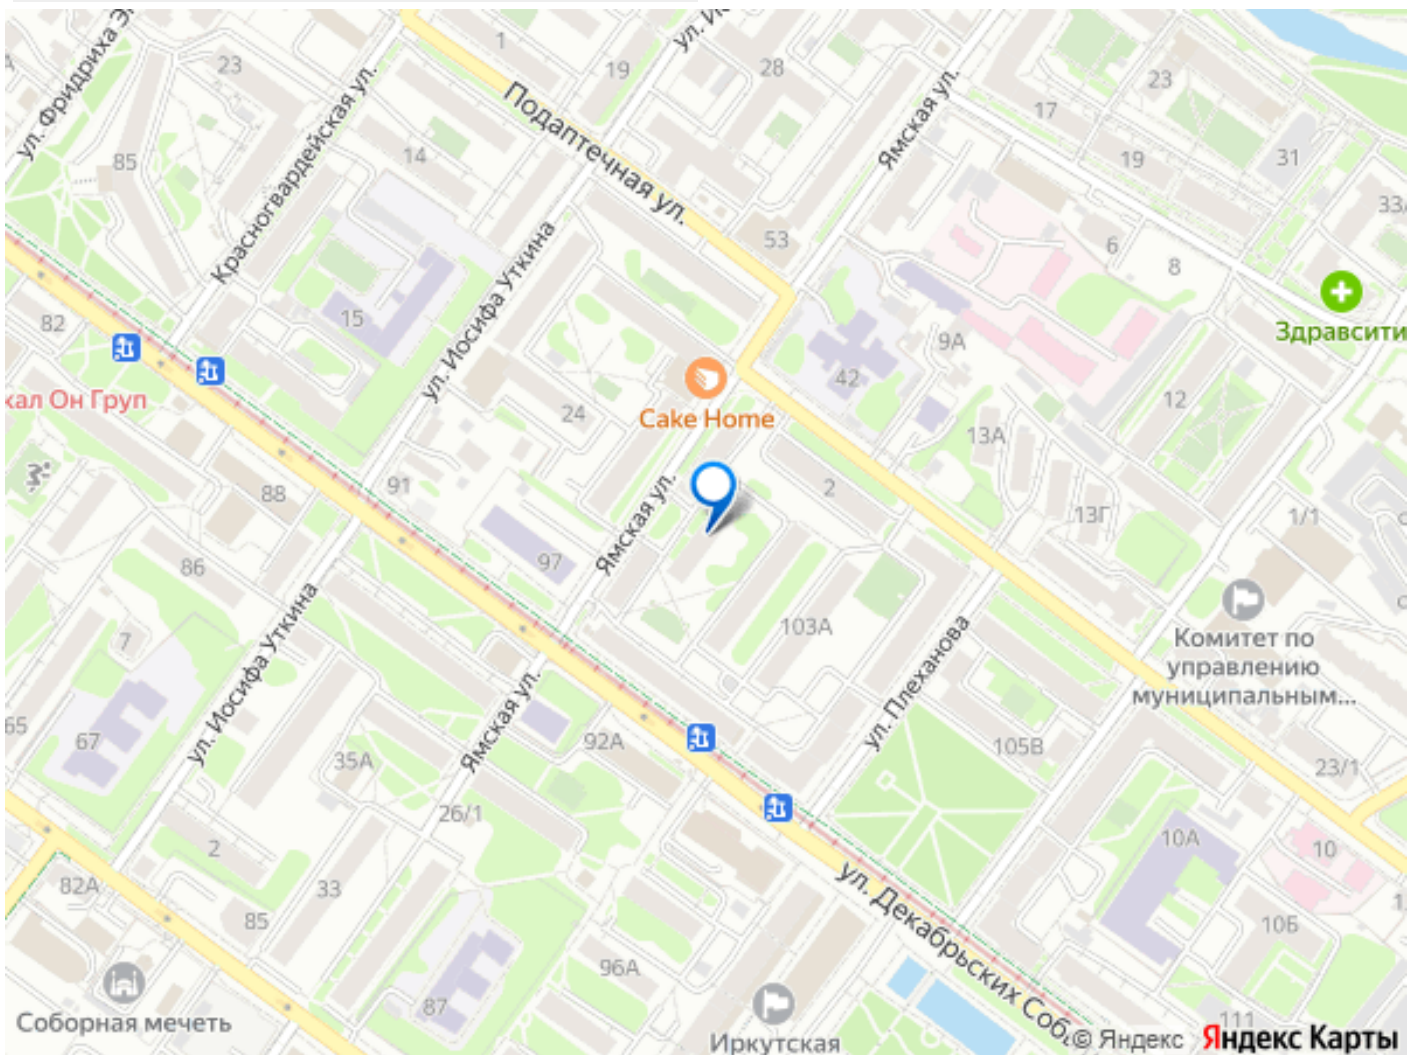 ул. Фридриха Э
23
1
19
ул. Ио
28
Ямская ул.
23
17
19
31
33/
85
Красногвардейская ул.
14
Подаптечная ул.
53
6
8
82
15
ул. Иосифа Уткина
9А
Здравсити
кал Он Груп
24
Cake Home
42
12
88
91
13А
Ямская ул.
2
13Г
1/1
86
97
7
103А
Комитет по
управлению
муниципальным...
ул. Иосифа Уткина
65
67
Ямская ул.
ул. Плеханова
35А
92А
105В
23/1
26/1
2
82А
33
85
10А
10
ул. Декабрьских Соб
10Б
96А
87
Соборная мечеть
Иркутская
111
© Яндекс Яндекс Карты